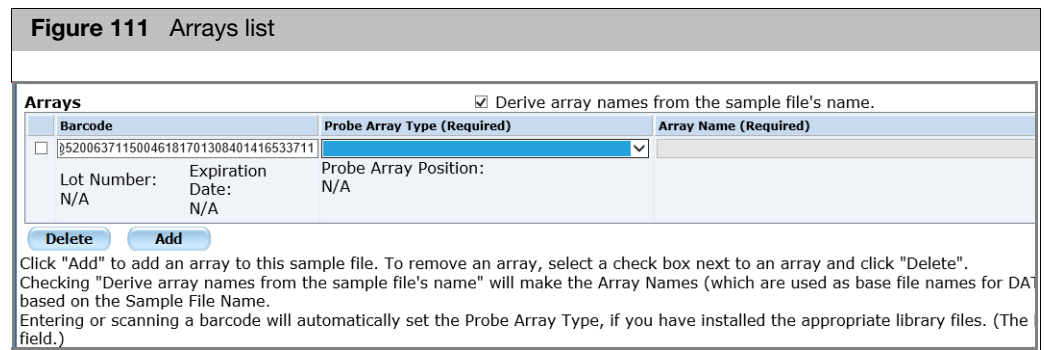 Figure 111 Arrays list
Arrays
Derive array names from the sample file's name.
Barcode Probe Array Type (Required) Array Name (Required)
@52006371150046181701308401416533711
Lot Number: N/A
Expiration Date: N/A
Probe Array Position: N/A
Delete Add
Click "Add" to add an array to this sample file. To remove an array, select a check box next to an array and click "Delete".
Checking "Derive array names from the sample file's name" will make the Array Names (which are used as base file names for DAT
based on the Sample File Name.
Entering or scanning a barcode will automatically set the Probe Array Type, if you have installed the appropriate library files. (The
field.)